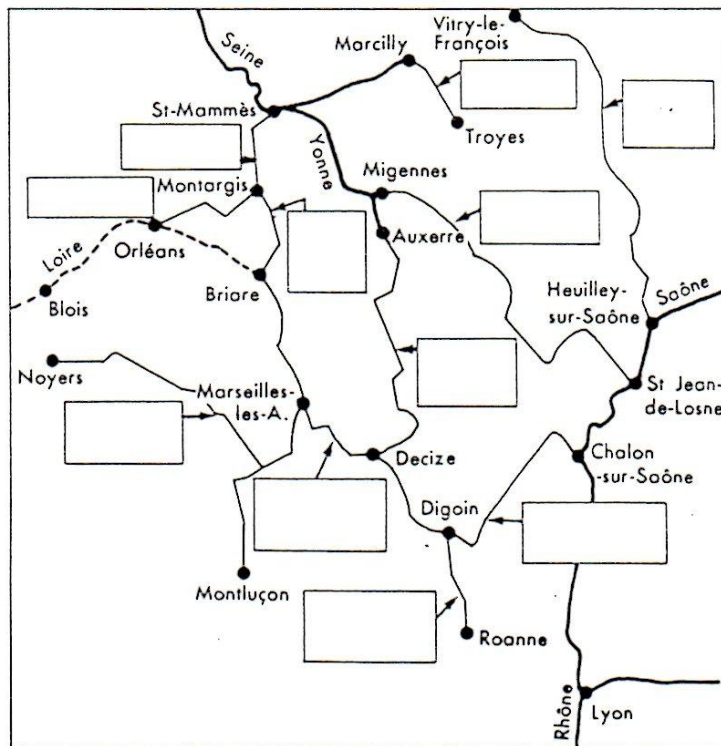 Seine
Marcilly
Vitry-le-
François
St-Mammès
Troyes
Yonne
Montargis
Migennes
Orléans
Auxerre
Loire
Blois
Briare
Heuilley-
sur-Saône
Saône
Noyers
Marseilles-
les-A.
St Jean-
de-Losne
Decize
Chalon
-sur-Saône
Digoin
Montluçon
Roanne
Rhône
Lyon